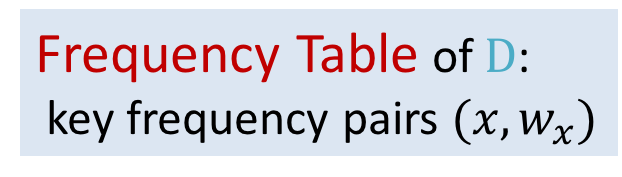 Frequency Table of D:
key frequency pairs (x, wₓ)